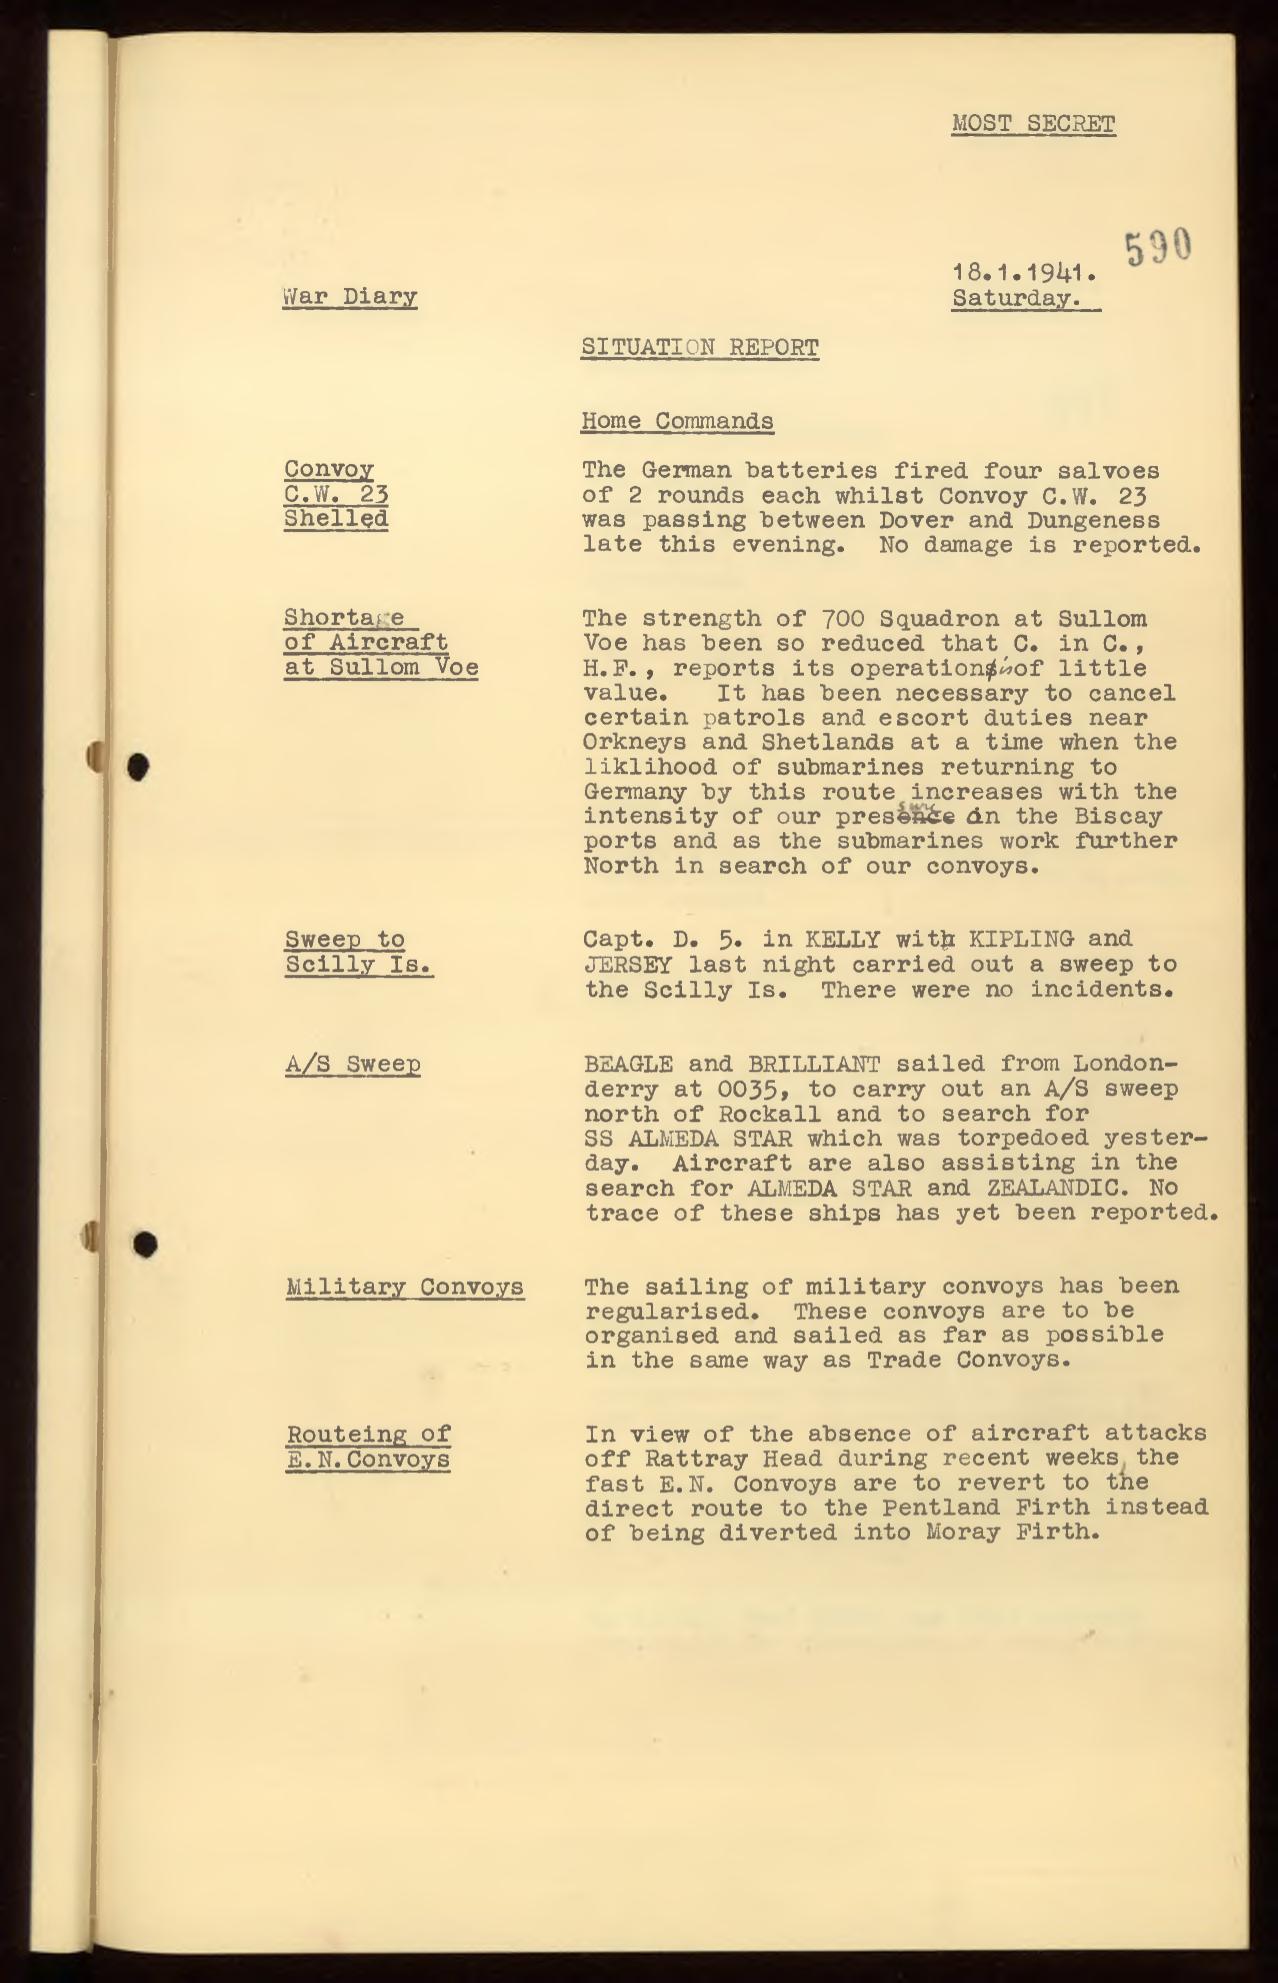 MOST SECRET
590
18.1.1941.
War Diary
Saturday.
SITUATION REPORT
Home Commands
Convoy
C.W. 23
Shelled
The German batteries fired four salvoes
of 2 rounds each whilst Convoy C.W. 23
was passing between Dover and Dungeness
late this evening. No damage is reported.
Shortage
of Aircraft
at Sullom Voe
The strength of 700 Squadron at Sullom
Voe has been so reduced that C. in C.,
H.F., reports its operation is of little
value. It has been necessary to cancel
certain patrols and escort duties near
Orkneys and Shetlands at a time when the
liklihood of submarines returning to
Germany by this route increases with the
sure
intensity of our presence on the Biscay
ports and as the submarines work further
North in search of our convoys.
Sweep to
Scilly Is.
Capt. D. 5. in KELLY with KIPLING and
JERSEY last night carried out a sweep to
the Scilly Is. There were no incidents.
A/S Sweep
BEAGLE and BRILLIANT sailed from London-
derry at 0035, to carry out an A/S sweep
north of Rockall and to search for
SS ALMEDA STAR which was torpedoed yester-
day. Aircraft are also assisting in the
search for ALMEDA STAR and ZEALANDIC. No
trace of these ships has yet been reported.
Military Convoys
The sailing of military convoys has been
regularised. These convoys are to be
organised and sailed as far as possible
in the same way as Trade Convoys.
Routeing of
E.N.Convoys
In view of the absence of aircraft attacks
off Rattray Head during recent weeks, the
fast E.N. Convoys are to revert to the
direct route to the Pentland Firth instead
of being diverted into Moray Firth.